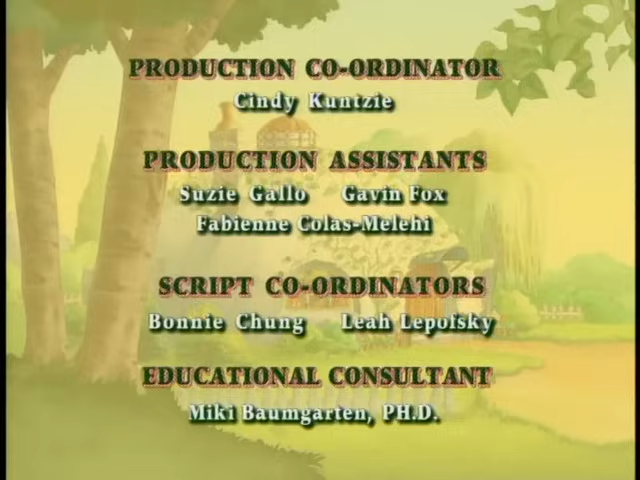 PRODUCTION CO-ORDINATOR
Cindy Kuntzie
PRODUCTION ASSISTANTS
Suzie Gallo Gavin Fox
Fabienne Colas-Melehi
SCRIPT CO-ORDINATORS
Bonnie Chung Leah Lepofsky
EDUCATIONAL CONSULTANT
Miki Baumgarten, PH.D.